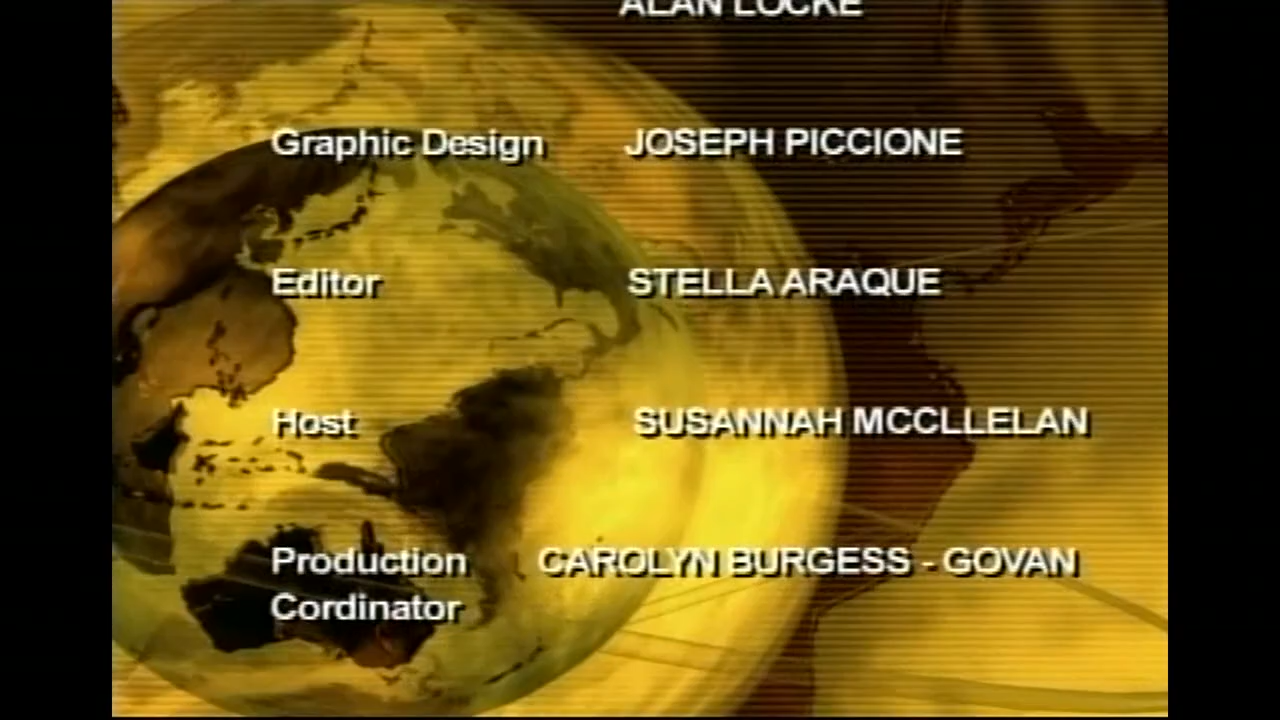 ALAN LOCKE
Graphic Design JOSEPH PICCIONE
Editor STELLA ARAQUE
Host SUSANNAH MCCLLELAN
Production CAROLYN BURGESS - GOVAN
Cordinator